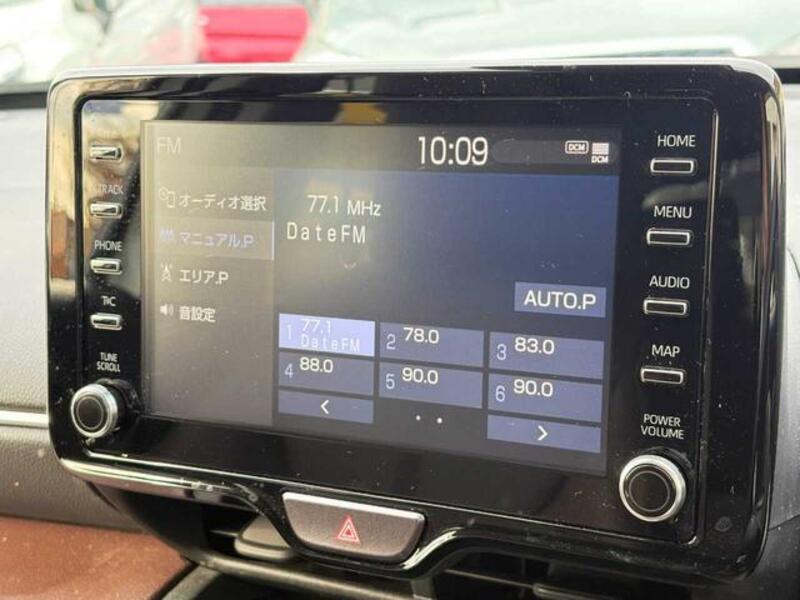 FM
10:09
DCM
DCM
オーディオ選択
マニュアル.P
エリア.P
音設定
77.1 MHz
DateFM
AUTO.P
1 77.1 DateFM
2 78.0
3 83.0
4 88.0
5 90.0
6 90.0
<
>
TRACK
PHONE
T&C
TUNE
SCROLL
HOME
MENU
AUDIO
MAP
POWER
VOLUME